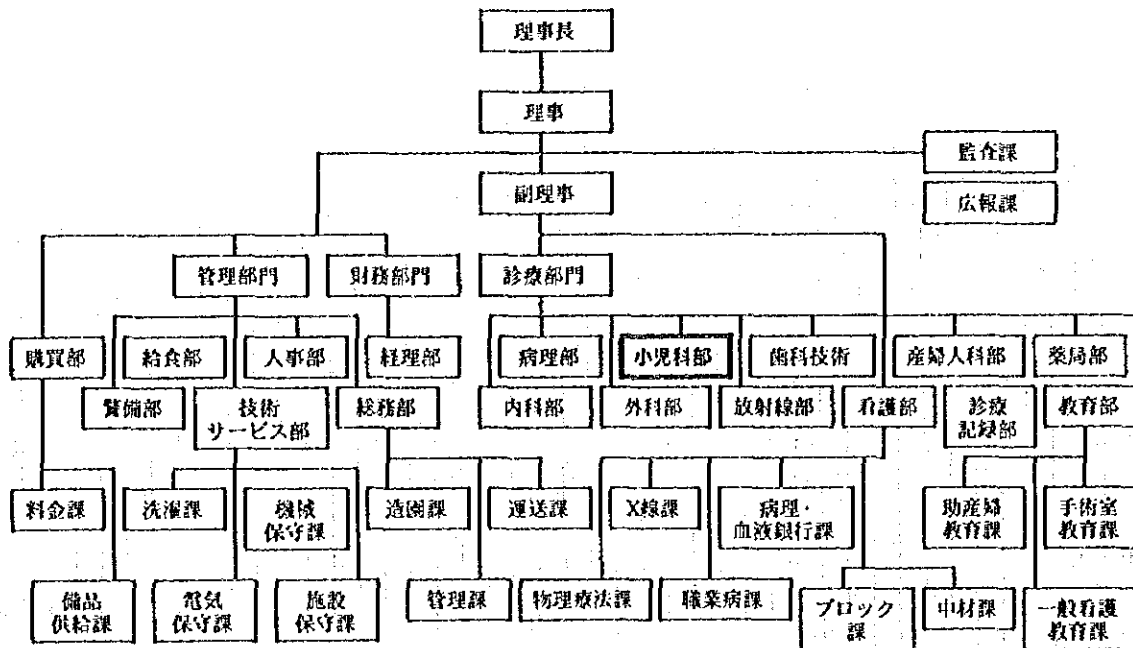 理事長
理事
監査課
副理事
広報課
管理部門
財務部門
診療部門
購買部
給食部
人事部
経理部
病理部
小児科部
歯科技術
産婦人科部
薬局部
警備部
技術
サービス部
総務部
内科部
外科部
放射線部
看護部
診療
記録部
教育部
料金課
洗濯課
機械
保守課
造園課
運送課
X線課
病理・
血液銀行課
助産婦
教育課
手術室
教育課
備品
供給課
電気
保守課
施設
保守課
管理課
物理療法課
職業病課
ブロック
課
中材課
一般看護
教育課